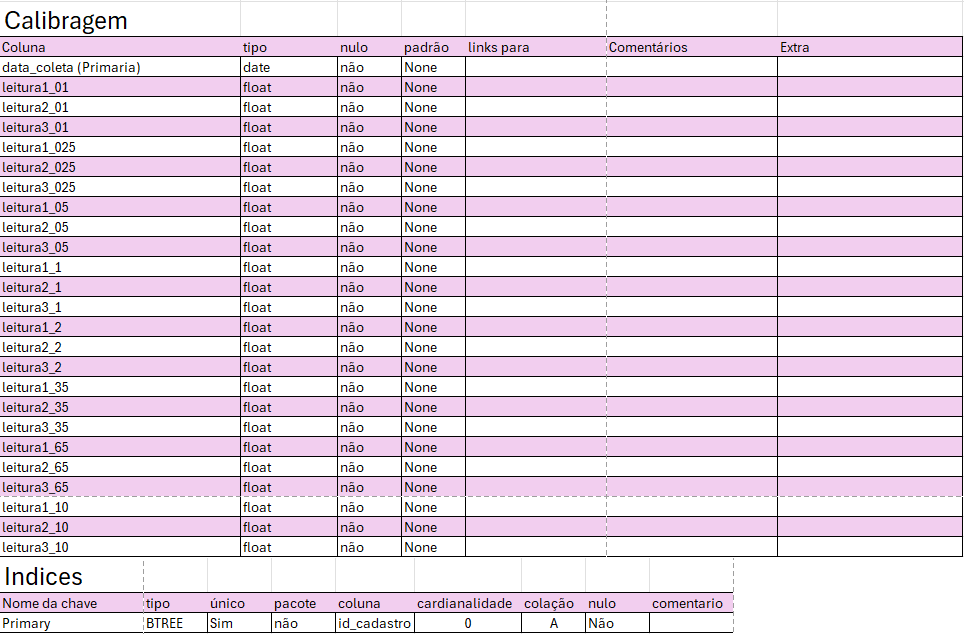 Calibragem
Coluna tipo nulo padrão links para Comentários Extra
data_coleta (Primaria) date não None
leitura1_01 float não None
leitura2_01 float não None
leitura3_01 float não None
leitura1_025 float não None
leitura2_025 float não None
leitura3_025 float não None
leitura1_05 float não None
leitura2_05 float não None
leitura3_05 float não None
leitura1_1 float não None
leitura2_1 float não None
leitura3_1 float não None
leitura1_2 float não None
leitura2_2 float não None
leitura3_2 float não None
leitura1_35 float não None
leitura2_35 float não None
leitura3_35 float não None
leitura1_65 float não None
leitura2_65 float não None
leitura3_65 float não None
leitura1_10 float não None
leitura2_10 float não None
leitura3_10 float não None
Indices
Nome da chave tipo único pacote coluna cardianalidade colação nulo comentario
Primary BTREE Sim não id_cadastro 0 A Não